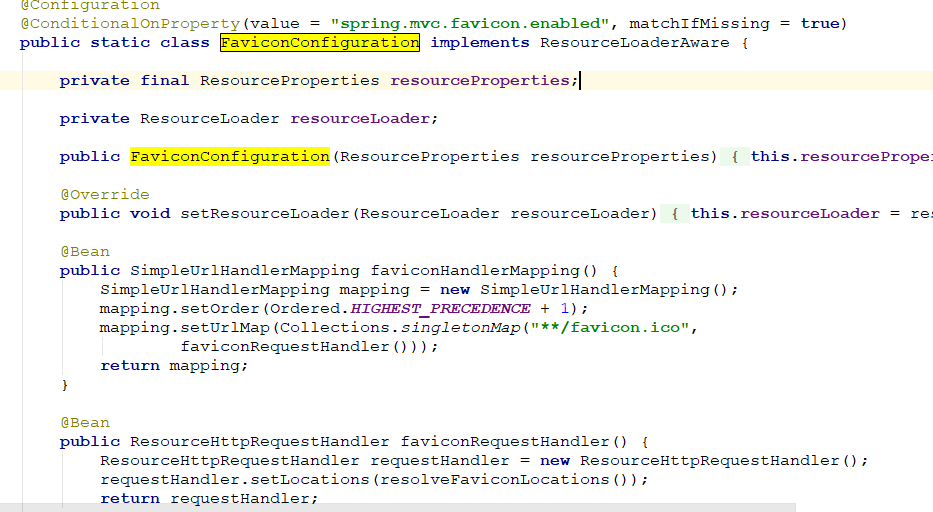 @Configuration
@ConditionalOnProperty(value = "spring.mvc.favicon.enabled", matchIfMissing = true)
public static class FaviconConfiguration implements ResourceLoaderAware {
private final ResourceProperties resourceProperties;
private ResourceLoader resourceLoader;
public FaviconConfiguration(ResourceProperties resourceProperties) { this.resourceProper
@Override
public void setResourceLoader(ResourceLoader resourceLoader) { this.resourceLoader = res
@Bean
public SimpleUrlHandlerMapping faviconHandlerMapping() {
SimpleUrlHandlerMapping mapping = new SimpleUrlHandlerMapping();
mapping.setOrder(Ordered.HIGHEST_PRECEDENCE + 1);
mapping.setUrlMap(Collections.singletonMap("**/favicon.ico",
faviconRequestHandler()));
return mapping;
}
@Bean
public ResourceHttpRequestHandler faviconRequestHandler() {
ResourceHttpRequestHandler requestHandler = new ResourceHttpRequestHandler();
requestHandler.setLocations(resolveFaviconLocations());
return requestHandler;